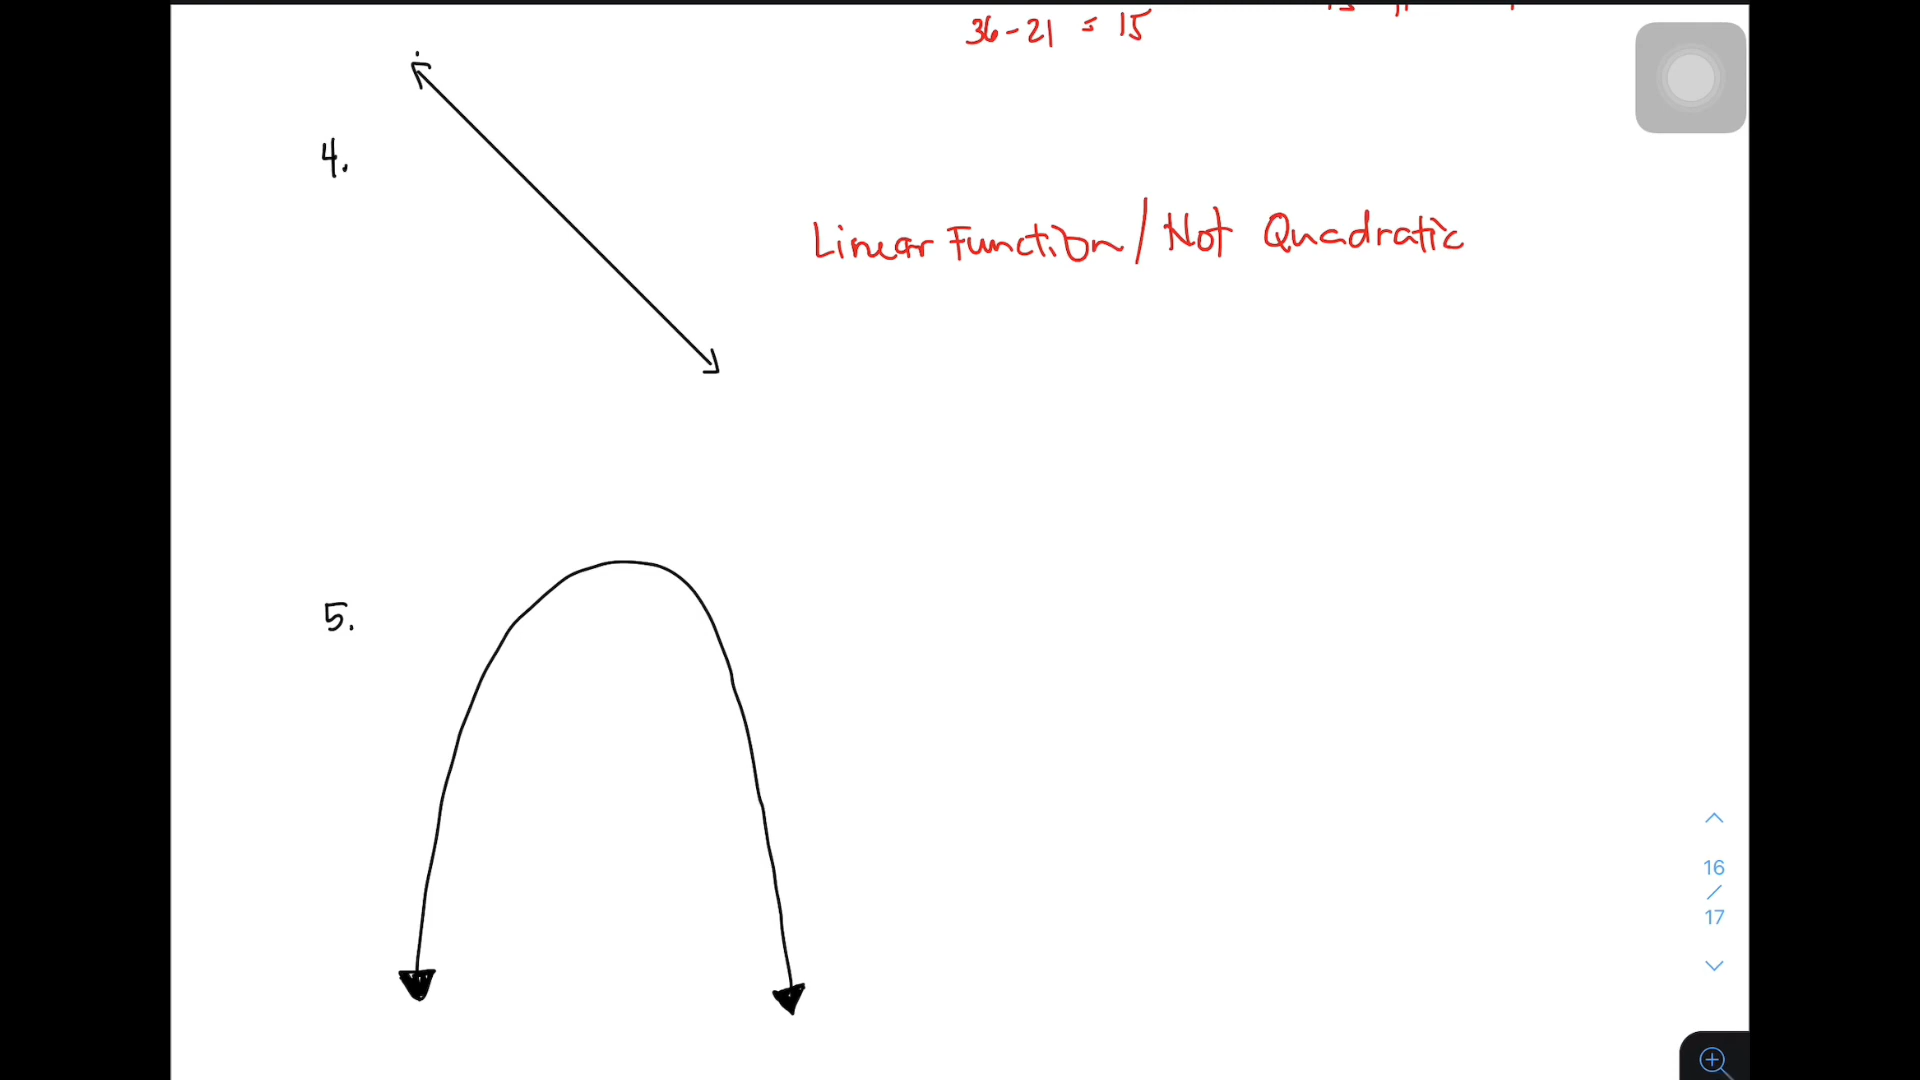 36-21 = 15
4.
Linear Function / Not Quadratic
5.
16
/
17